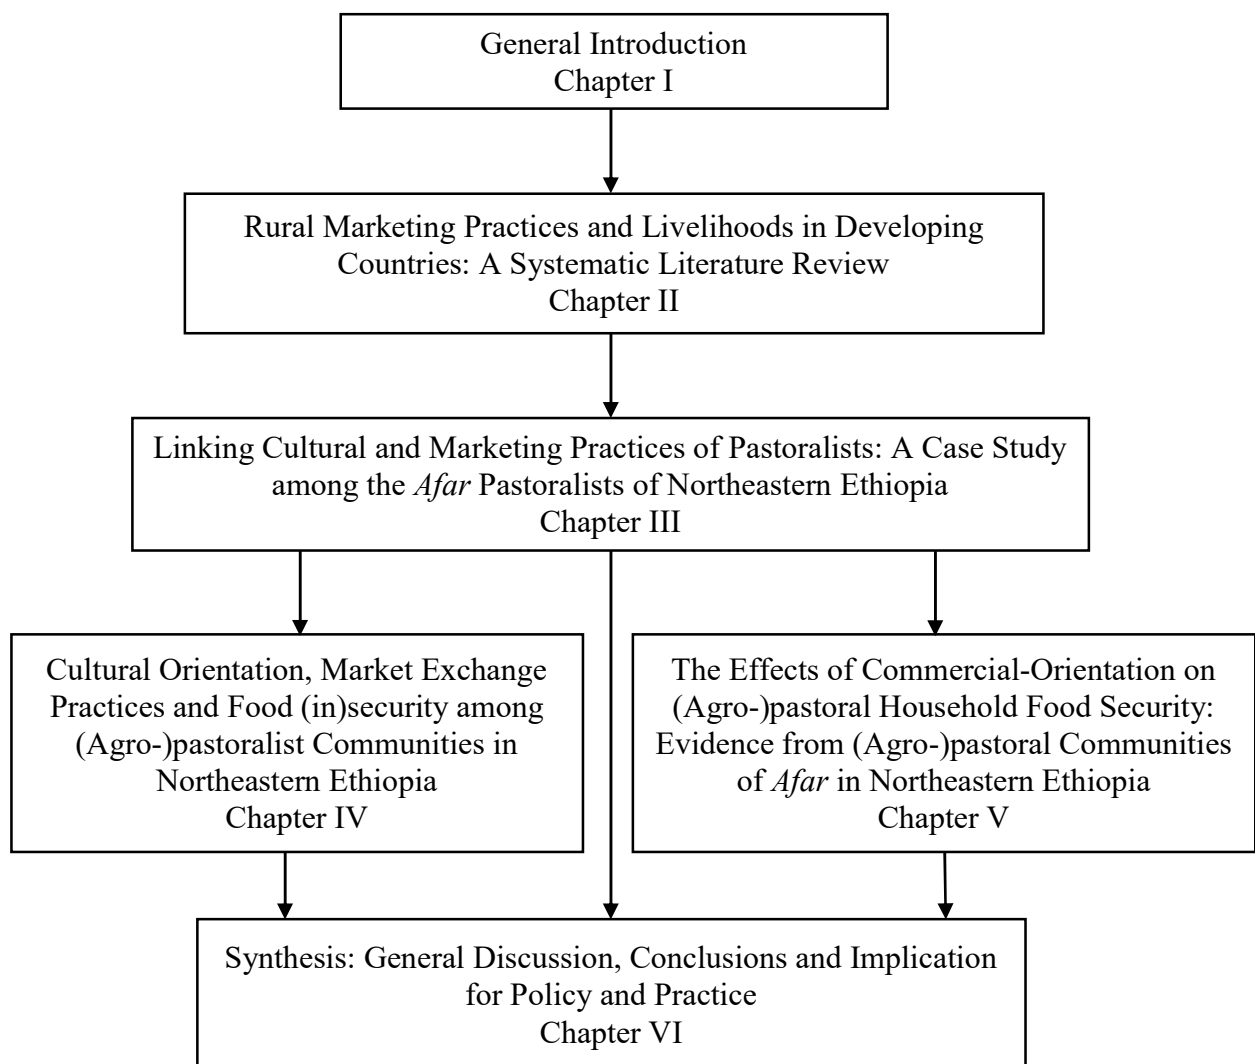 General Introduction
Chapter I
Rural Marketing Practices and Livelihoods in Developing
Countries: A Systematic Literature Review
Chapter II
Linking Cultural and Marketing Practices of Pastoralists: A Case Study
among the Afar Pastoralists of Northeastern Ethiopia
Chapter III
Cultural Orientation, Market Exchange
Practices and Food (in)security among
(Agro-)pastoralist Communities in
Northeastern Ethiopia
Chapter IV
The Effects of Commercial-Orientation on
(Agro-)pastoral Household Food Security:
Evidence from (Agro-)pastoral Communities
of Afar in Northeastern Ethiopia
Chapter V
Synthesis: General Discussion, Conclusions and Implication
for Policy and Practice
Chapter VI